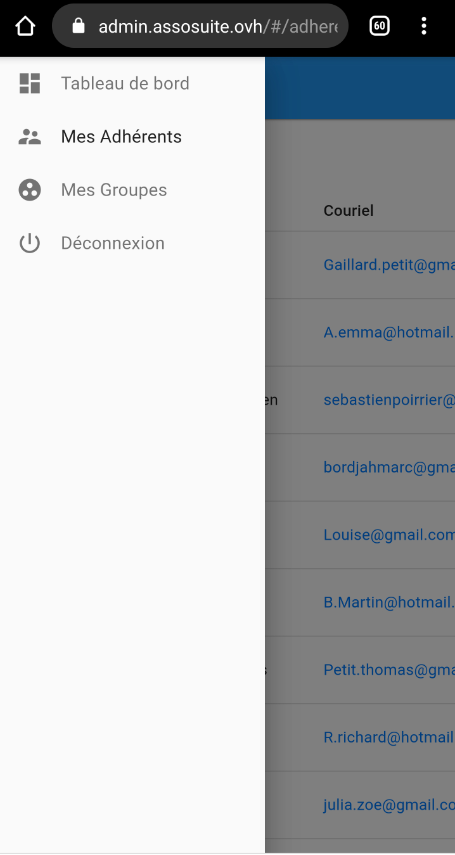 admin.assosuite.ovh/#/adhere
60
Tableau de bord
Mes Adhérents
Mes Groupes
Déconnexion
Couriel
Gaillard.petit@gma
A.emma@hotmail.
en sebastienpoirrier@
bordjahmarc@gma
Louise@gmail.com
B.Martin@hotmail.
s Petit.thomas@gma
R.richard@hotmail
julia.zoe@gmail.co